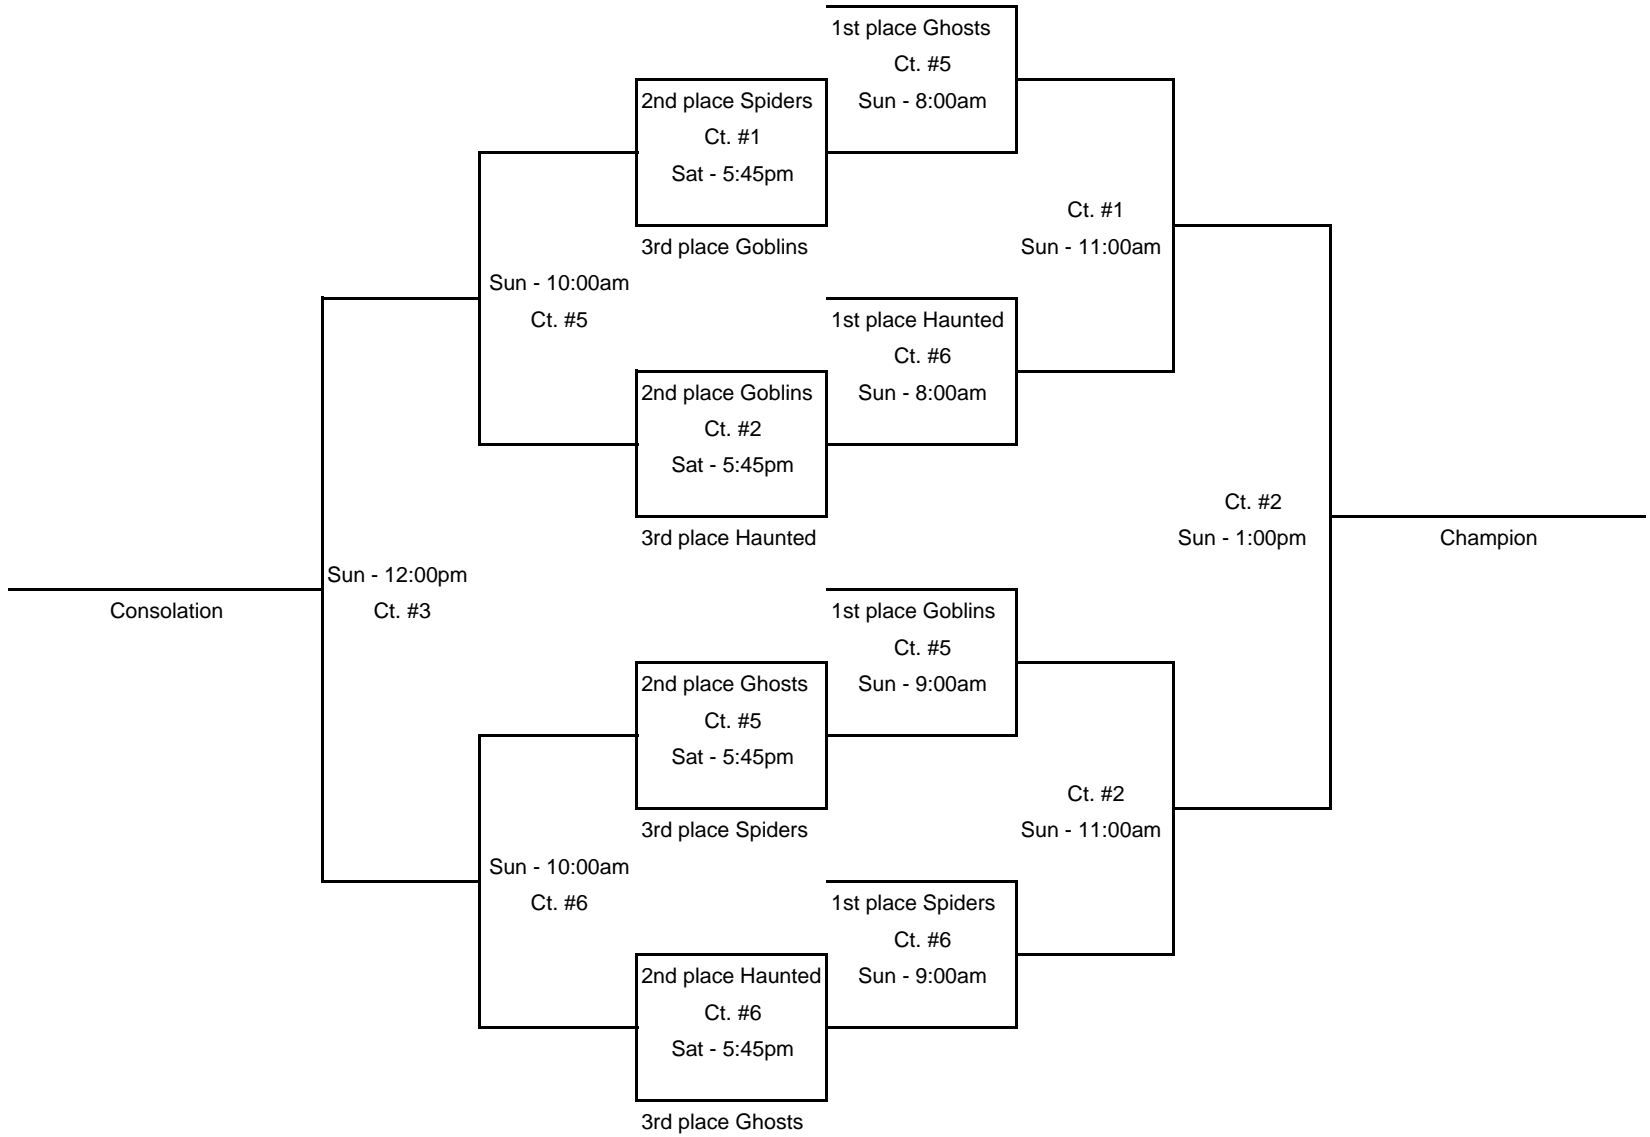 1st place Ghosts
Ct. #5
Sun - 8:00am
2nd place Spiders
Ct. #1
Sat - 5:45pm
3rd place Goblins
Ct. #1
Sun - 11:00am
Sun - 10:00am
Ct. #5
1st place Haunted
Ct. #6
Sun - 8:00am
2nd place Goblins
Ct. #2
Sat - 5:45pm
3rd place Haunted
Ct. #2
Sun - 1:00pm
Champion
Sun - 12:00pm
Ct. #3
Consolation
1st place Goblins
Ct. #5
Sun - 9:00am
2nd place Ghosts
Ct. #5
Sat - 5:45pm
3rd place Spiders
Ct. #2
Sun - 11:00am
Sun - 10:00am
Ct. #6
1st place Spiders
Ct. #6
Sun - 9:00am
2nd place Haunted
Ct. #6
Sat - 5:45pm
3rd place Ghosts